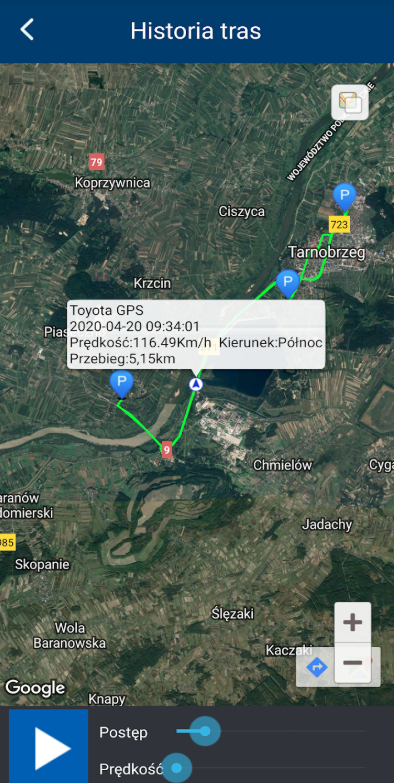 Historia tras
WOJEWÓDZTWO PO
79
Koprzywnica
P
Ciszyca
723
Tarnobrzeg
P
Krzcin
Toyota GPS
2020-04-20 09:34:01
Prędkość:116.49Km/h Kierunek:Północ
Przebieg:5,15km
Pias
P
9
Chmielów
Cyga
aranów
domierski
Jadachy
985
Skopanie
Ślęzaki
Wola
Baranowska
Kaczaki
+
−
Google
Knapy
Postęp
Prędkość